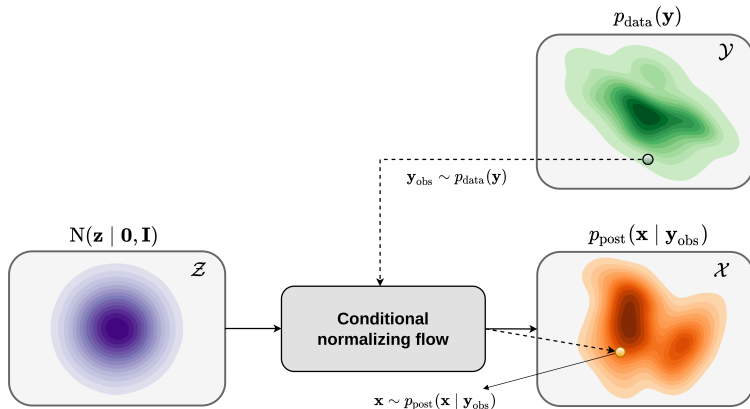 p_data(y)
𝒴
y_obs ∼ p_data(y)
N(z | 0, I)
p_post(x | y_obs)
𝒵
𝒳
Conditional
normalizing flow
x ∼ p_post(x | y_obs)